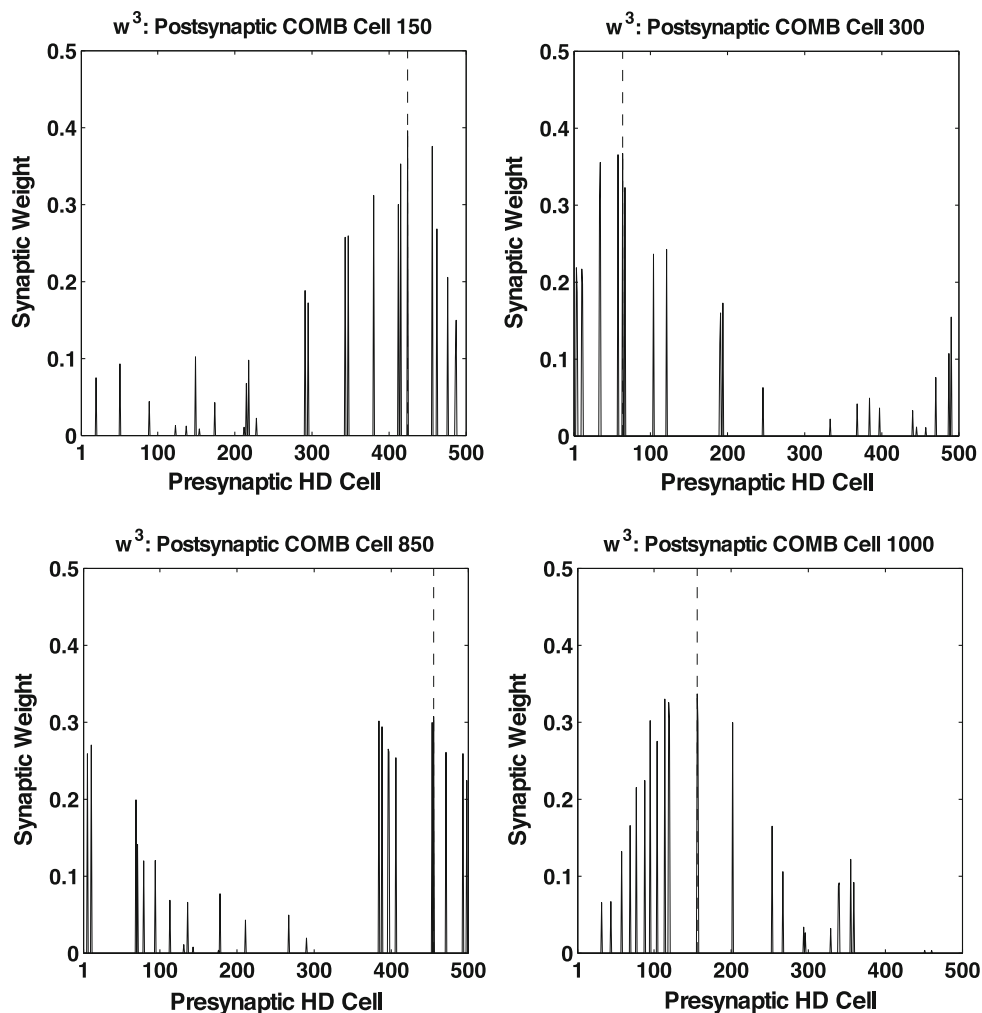 w³: Postsynaptic COMB Cell 150
0.5
0.4
0.3
0.2
0.1
0
Synaptic Weight
1 100 200 300 400 500
Presynaptic HD Cell
w³: Postsynaptic COMB Cell 300
0.5
0.4
0.3
0.2
0.1
0
Synaptic Weight
1 100 200 300 400 500
Presynaptic HD Cell
w³: Postsynaptic COMB Cell 850
0.5
0.4
0.3
0.2
0.1
0
Synaptic Weight
1 100 200 300 400 500
Presynaptic HD Cell
w³: Postsynaptic COMB Cell 1000
0.5
0.4
0.3
0.2
0.1
0
Synaptic Weight
1 100 200 300 400 500
Presynaptic HD Cell